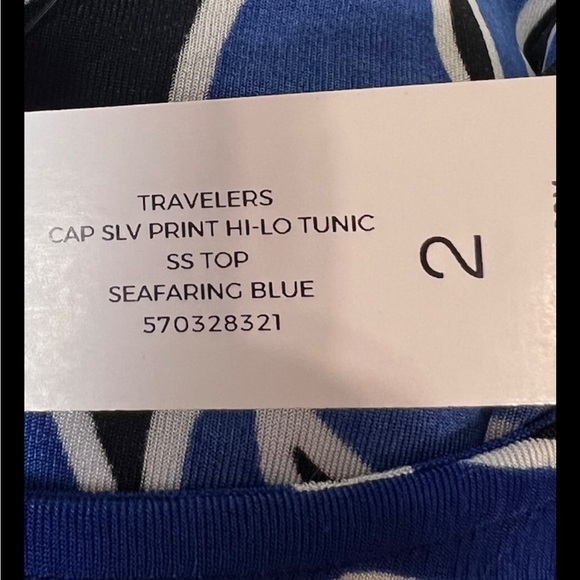 TRAVELERS
CAP SLV PRINT HI-LO TUNIC
SS TOP
SEAFARING BLUE
570328321
2